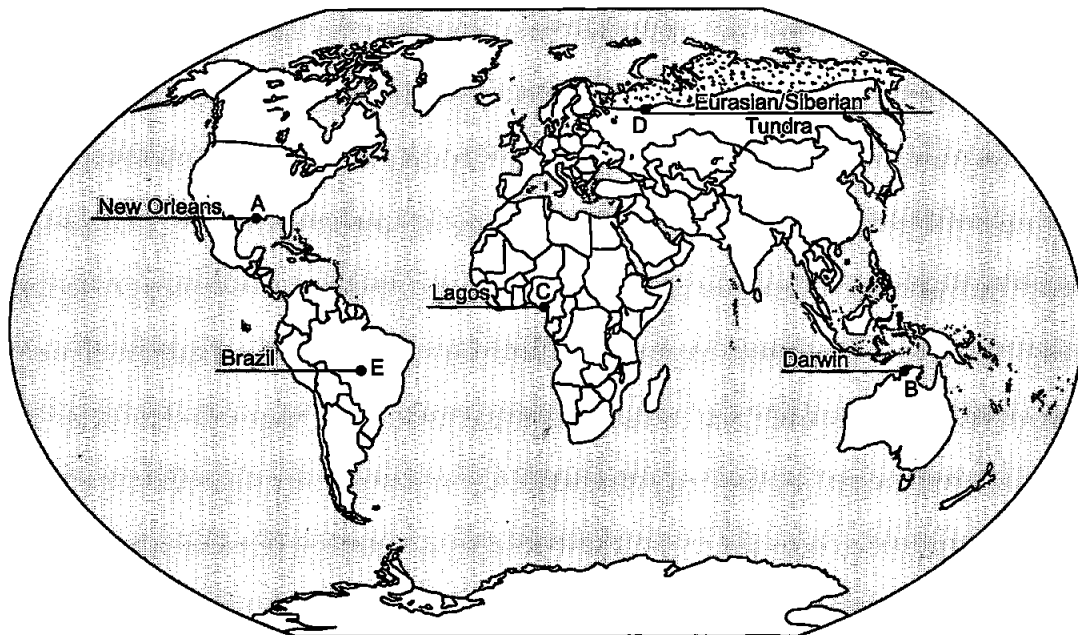 Eurasian/Siberian
D
Tundra
New Orleans
A
Lagos
C
Brazil
E
Darwin
B